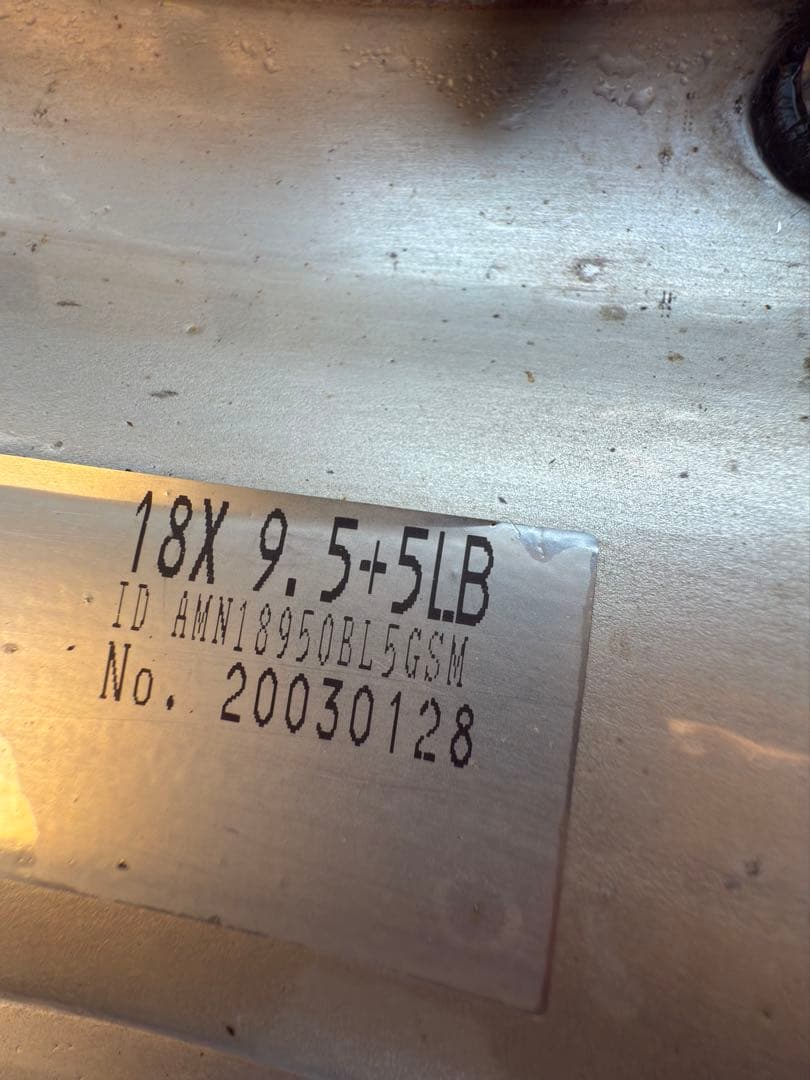 18X 9.5+5LB
ID AMN18950BL5GSM
No. 20030128